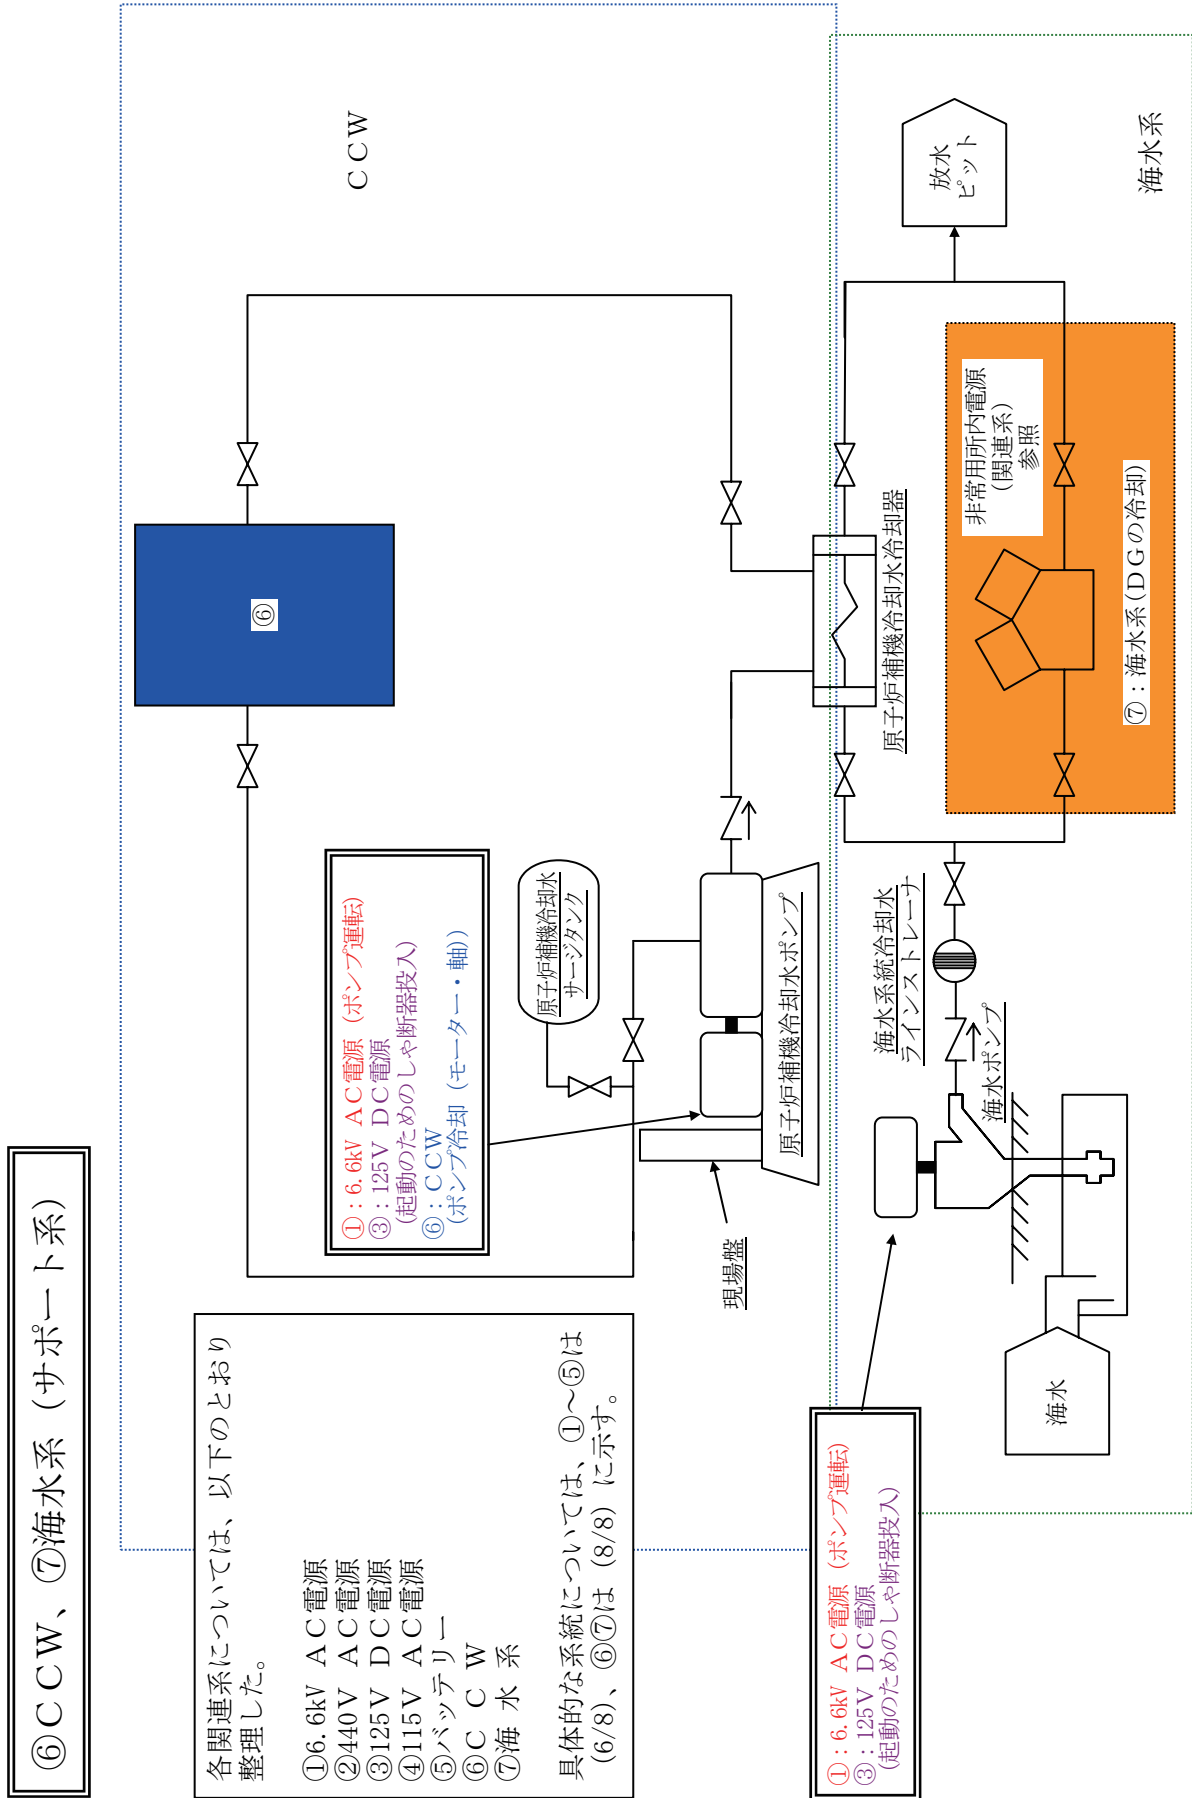 ⑥ＣＣＷ、⑦海水系（サポート系）
各関連系については、以下のとおり
整理した。
①6.6kV ＡＣ電源
②440V ＡＣ電源
③125V ＤＣ電源
④115V ＡＣ電源
⑤バッテリー
⑥Ｃ Ｃ Ｗ
⑦海 水 系
具体的な系統については、①～⑤は
(6/8)、⑥⑦は (8/8) に示す。
ＣＣＷ
⑥
①：6.6kV ＡＣ電源（ポンプ運転）
③：125V ＤＣ電源
(起動のためのしゃ断器投入)
⑥：ＣＣＷ
(ポンプ冷却（モーター・軸))
原子炉補機冷却水
サージタンク
現場盤
原子炉補機冷却水ポンプ
原子炉補機冷却水冷却器
①：6.6kV ＡＣ電源（ポンプ運転）
③：125V ＤＣ電源
(起動のためのしゃ断器投入)
海水
海水ポンプ
海水系統冷却水
ラインストレーナ
非常用所内電源
(関連系)
参照
⑦：海水系(ＤＧの冷却)
放水
ピット
海水系